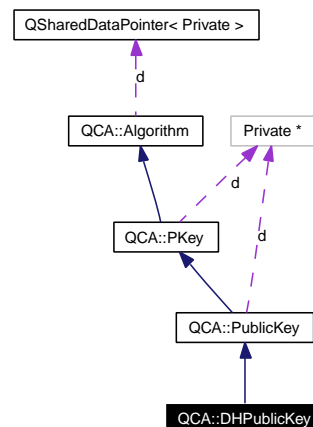 QSharedDataPointer< Private >
d
QCA::Algorithm
Private *
d
QCA::PKey
d
QCA::PublicKey
QCA::DHPublicKey